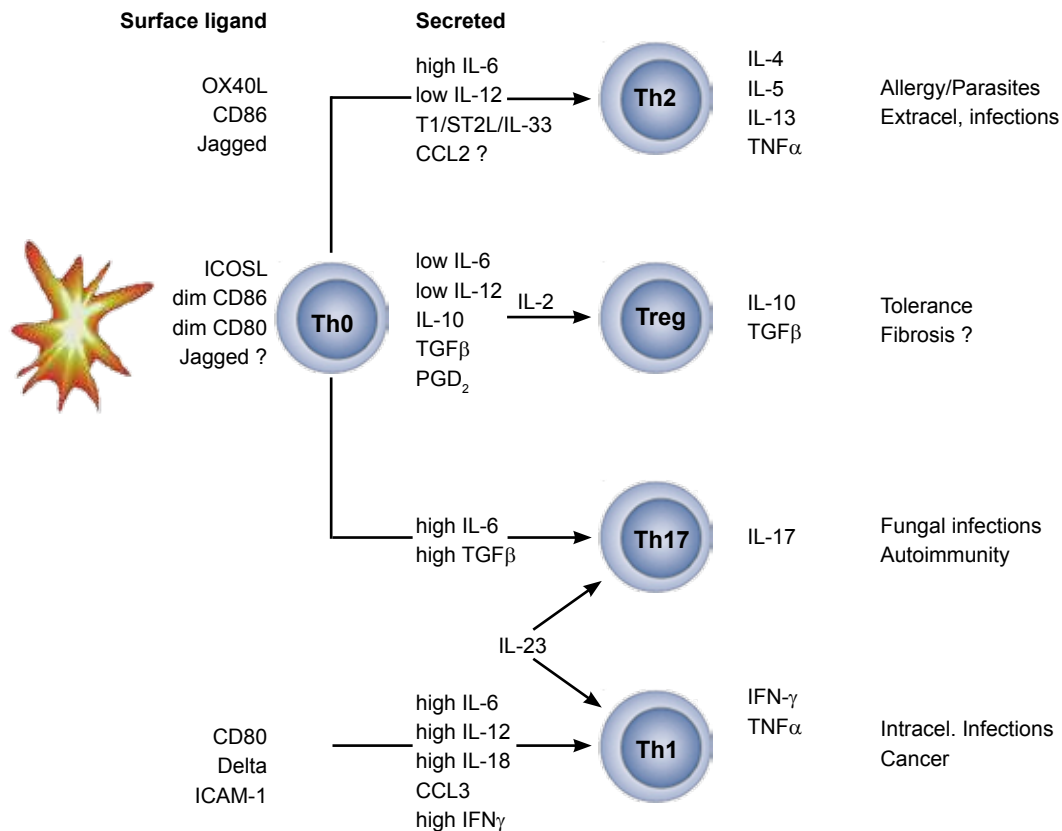 Surface ligand
Secreted
OX40L
CD86
Jagged
high IL-6
low IL-12
T1/ST2L/IL-33
CCL2 ?
Th2
IL-4
IL-5
IL-13
TNFα
Allergy/Parasites
Extracel, infections
ICOSL
dim CD86
dim CD80
Jagged ?
Th0
low IL-6
low IL-12
IL-10
TGFβ
PGD₂
IL-2
Treg
IL-10
TGFβ
Tolerance
Fibrosis ?
high IL-6
high TGFβ
Th17
IL-17
Fungal infections
Autoimmunity
IL-23
CD80
Delta
ICAM-1
high IL-6
high IL-12
high IL-18
CCL3
high IFNγ
Th1
IFN-γ
TNFα
Intracel. Infections
Cancer